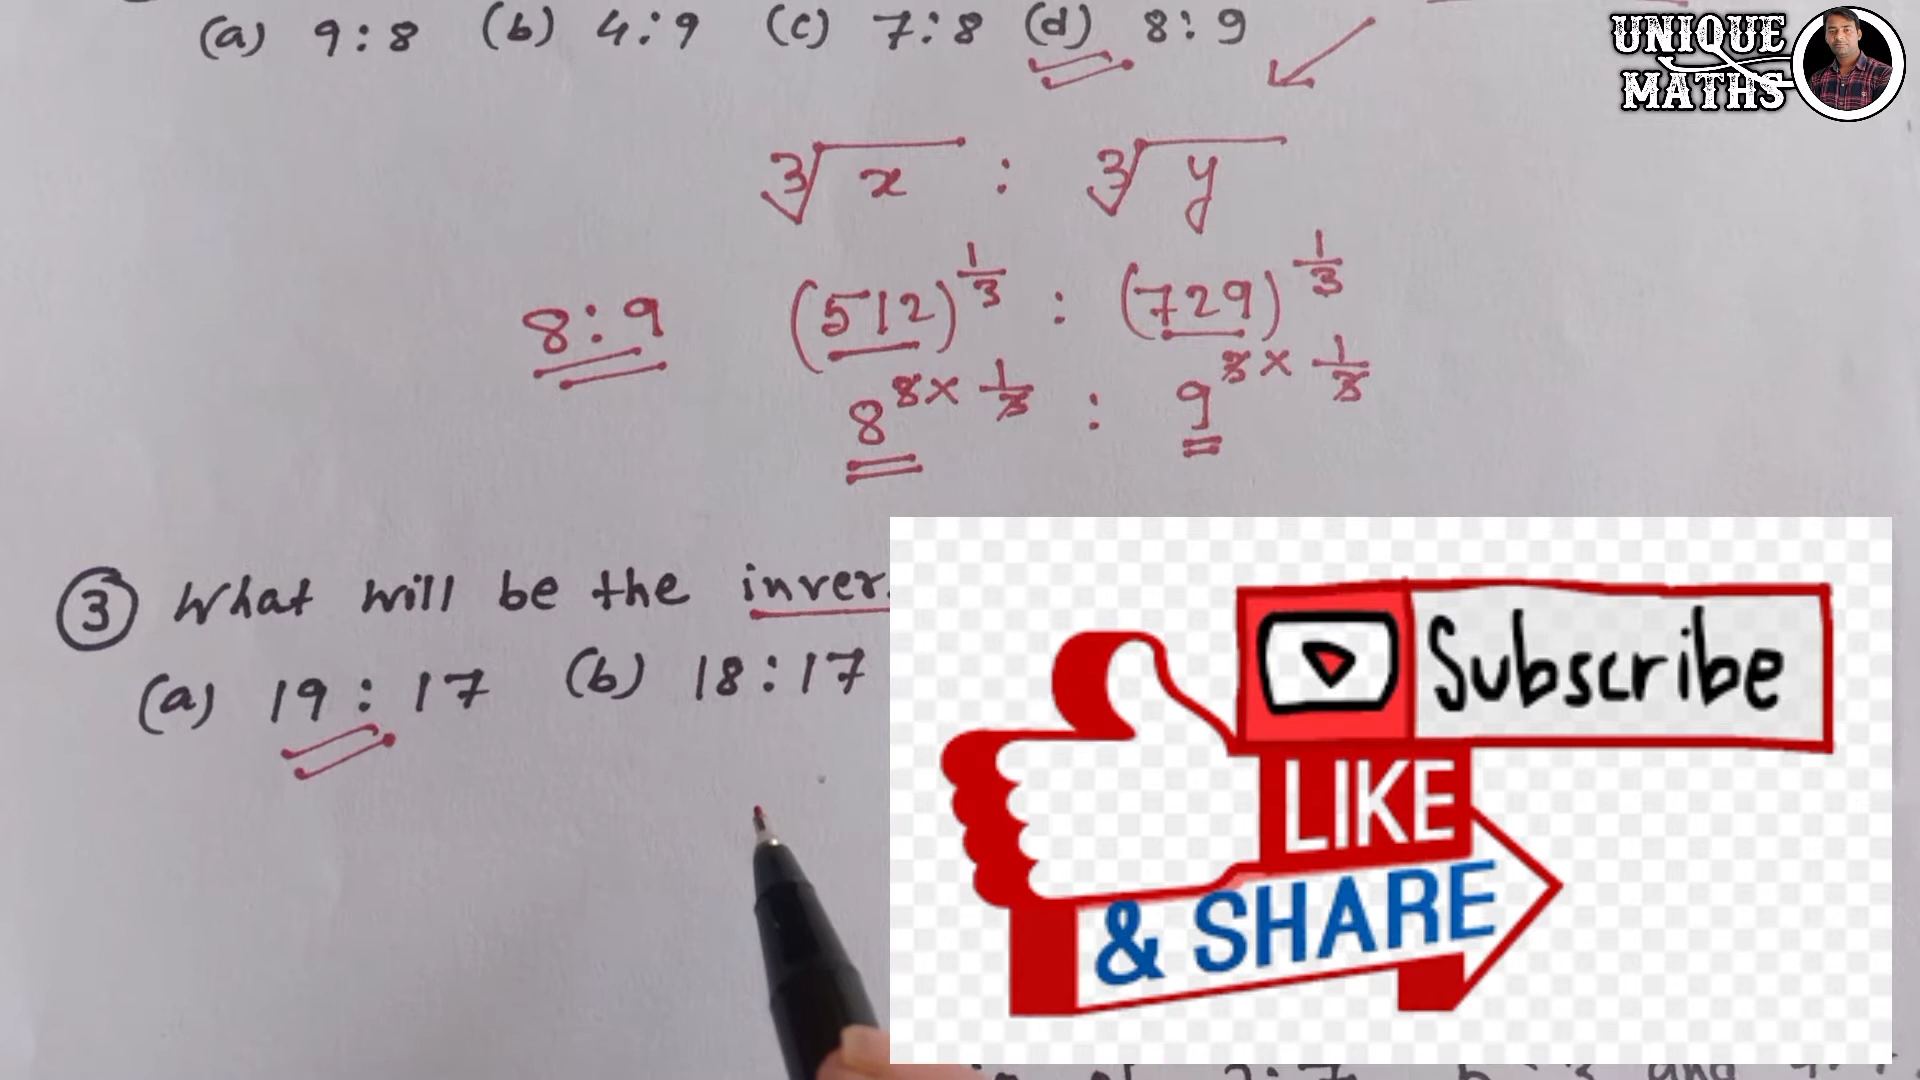 (a) 9:8 (b) 4:9 (c) 7:8 (d) 8:9
UNIQUE
MATHS
∛x : ∛y
8:9 (512)^1/3 : (729)^1/3
8^3×1/3 : 9^3×1/3
③ What will be the inver
(a) 19:17 (b) 18:17
Subscribe
LIKE
& SHARE